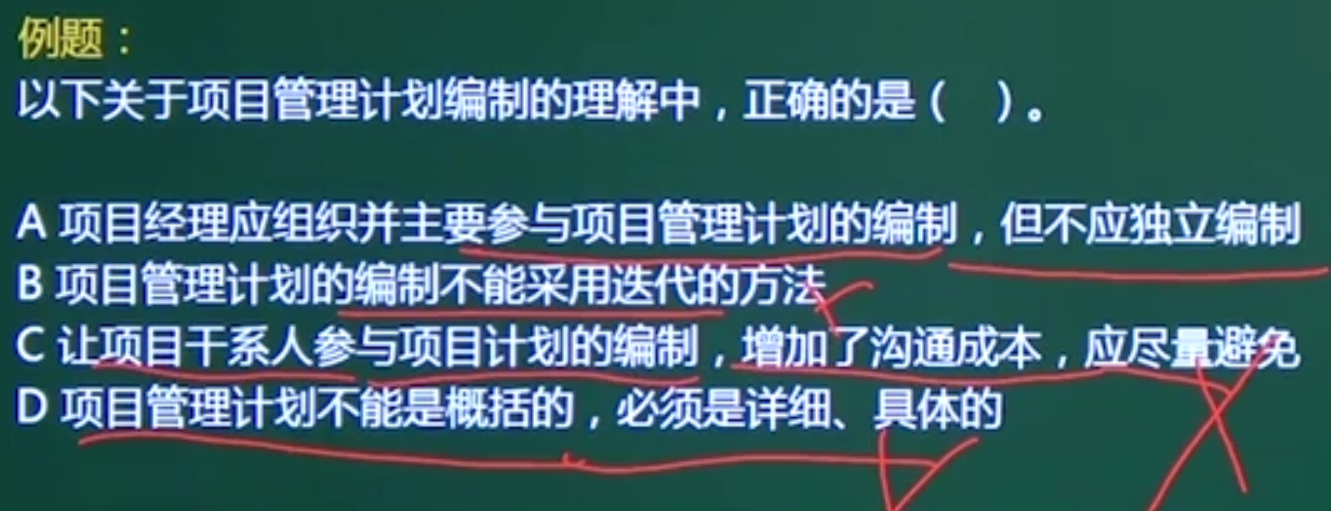 例题：
以下关于项目管理计划编制的理解中，正确的是（　）。
A 项目经理应组织并主要参与项目管理计划的编制，但不应独立编制
B 项目管理计划的编制不能采用迭代的方法
C 让项目干系人参与项目计划的编制，增加了沟通成本，应尽量避免
D 项目管理计划不能是概括的，必须是详细、具体的